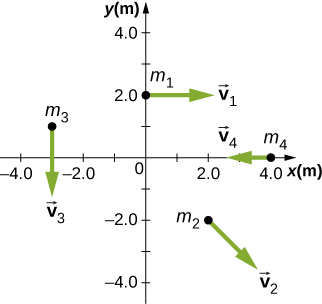 y(m)
4.0
m₁
2.0
v⃗₁
m₃
v⃗₄
m₄
−4.0 −2.0 0 2.0 4.0 x(m)
v⃗₃
m₂
−2.0
v⃗₂
−4.0